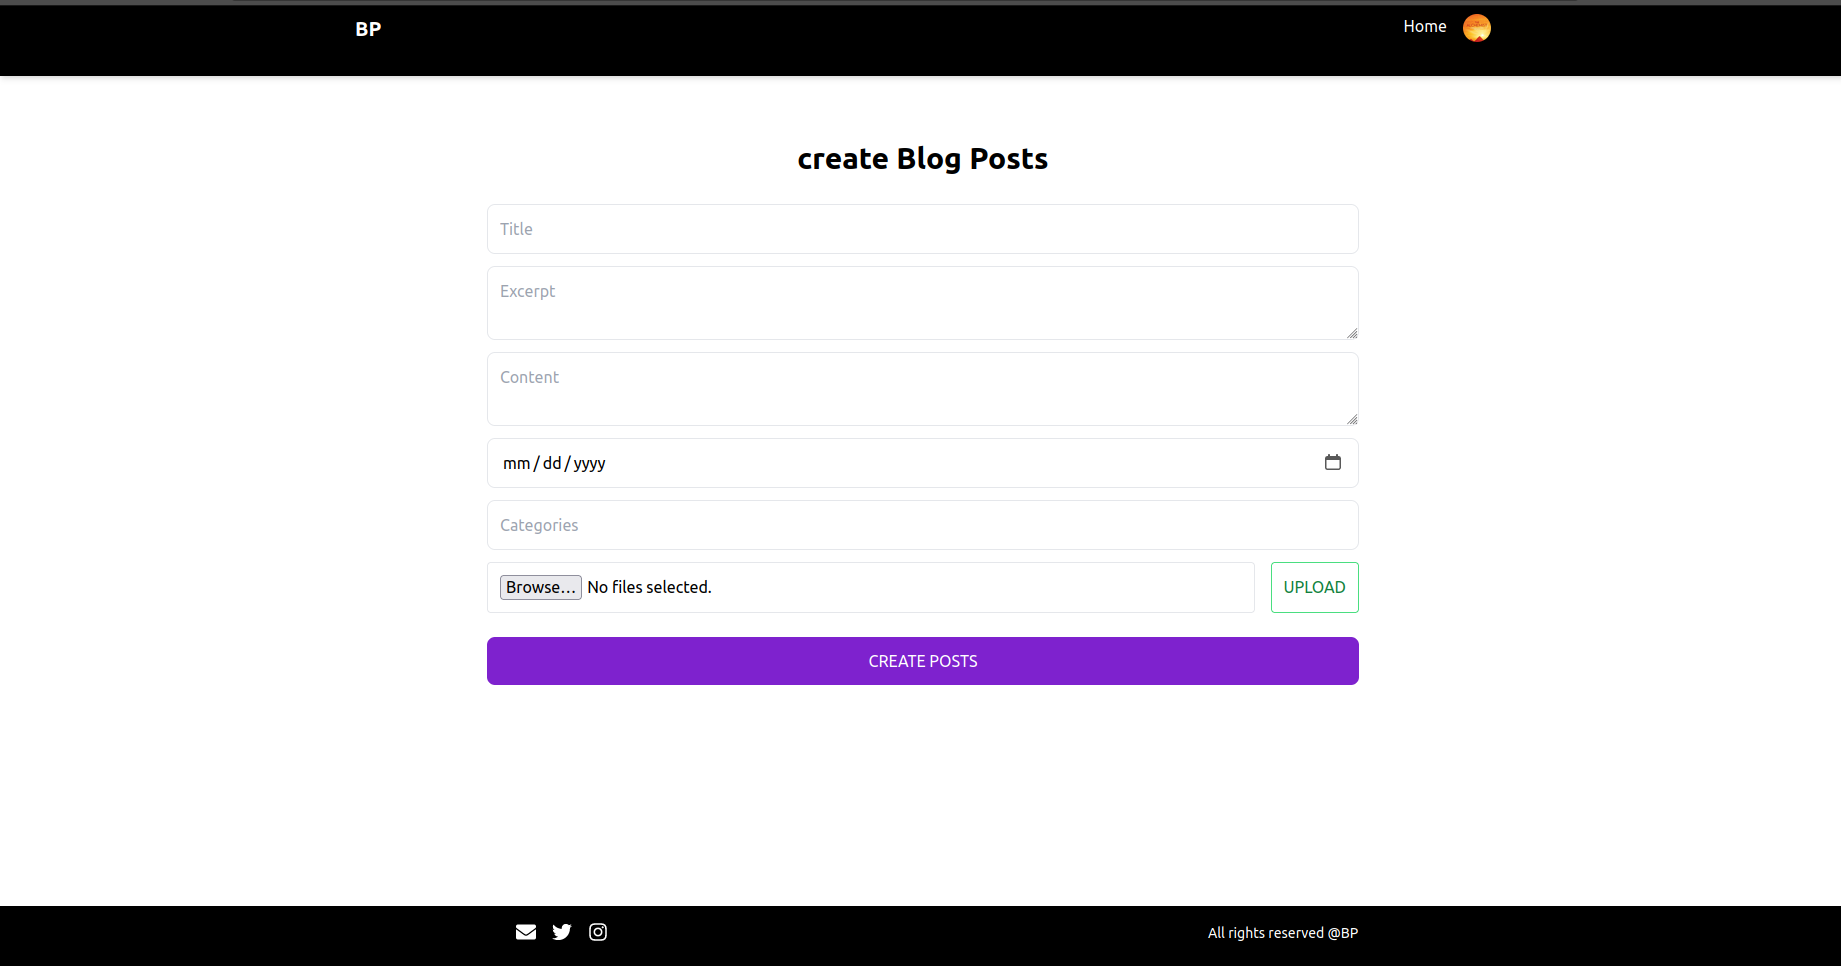 BP
Home
create Blog Posts
Title
Excerpt
Content
mm / dd / yyyy
Categories
Browse... No files selected.
UPLOAD
CREATE POSTS
All rights reserved @BP